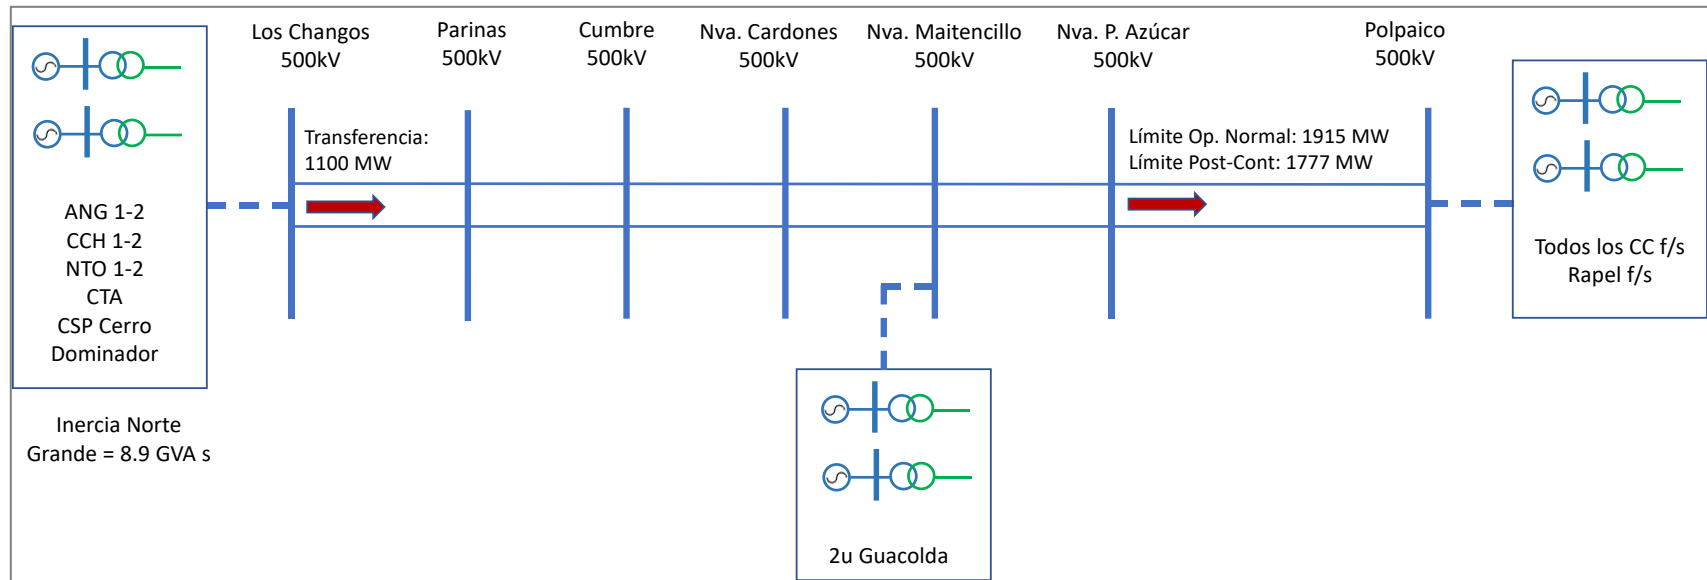 Los Changos
500kV
Parinas
500kV
Cumbre
500kV
Nva. Cardones
500kV
Nva. Maitencillo
500kV
Nva. P. Azúcar
500kV
Polpaico
500kV
Transferencia:
1100 MW
Límite Op. Normal: 1915 MW
Límite Post-Cont: 1777 MW
ANG 1-2
CCH 1-2
NTO 1-2
CTA
CSP Cerro
Dominador
Todos los CC f/s
Rapel f/s
Inercia Norte
Grande = 8.9 GVA s
2u Guacolda